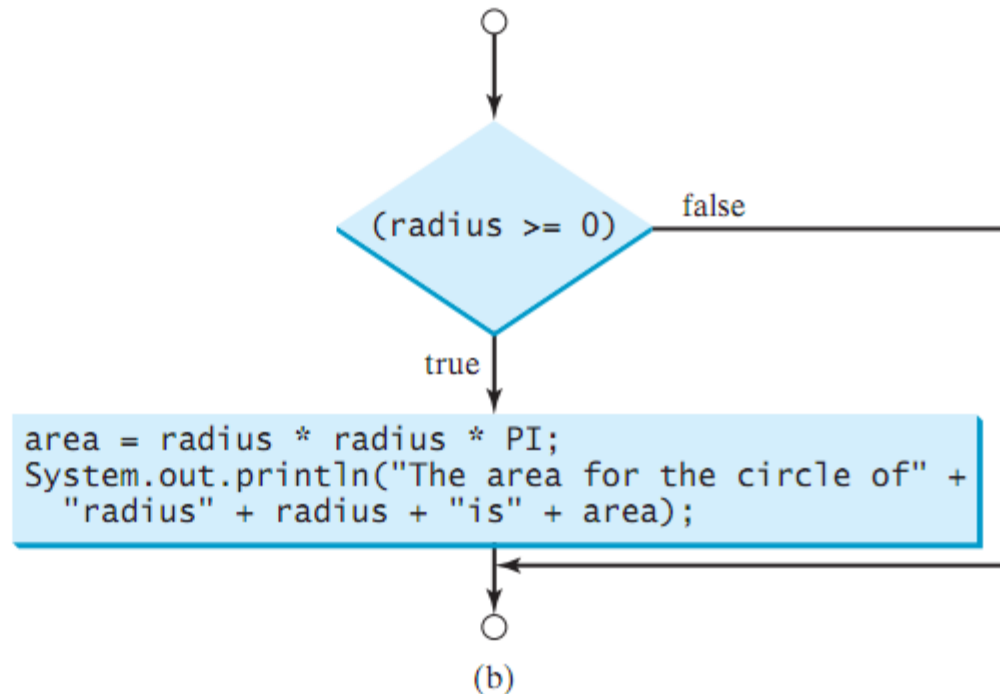 (radius >= 0)
false
true
area = radius * radius * PI;
System.out.println("The area for the circle of" +
"radius" + radius + "is" + area);
(b)